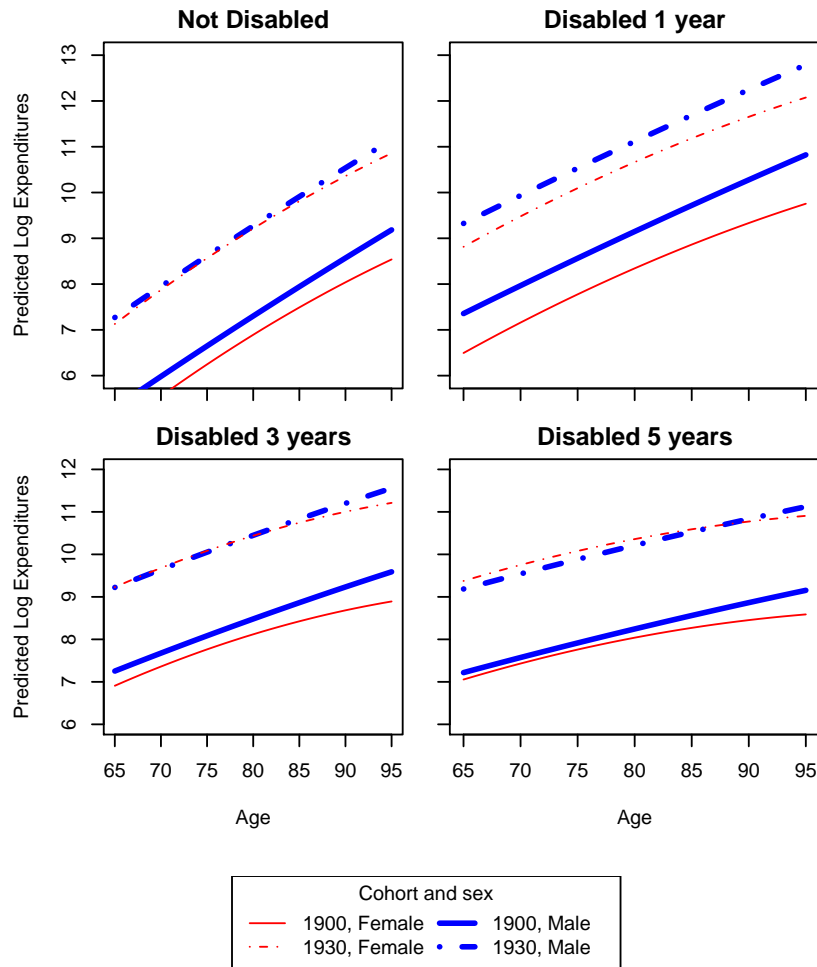 Not Disabled
Disabled 1 year
Predicted Log Expenditures
6 7 8 9 10 11 12 13
Disabled 3 years
Disabled 5 years
Predicted Log Expenditures
6 7 8 9 10 11 12
65 70 75 80 85 90 95
65 70 75 80 85 90 95
Age
Age
Cohort and sex
1900, Female 1900, Male
1930, Female 1930, Male